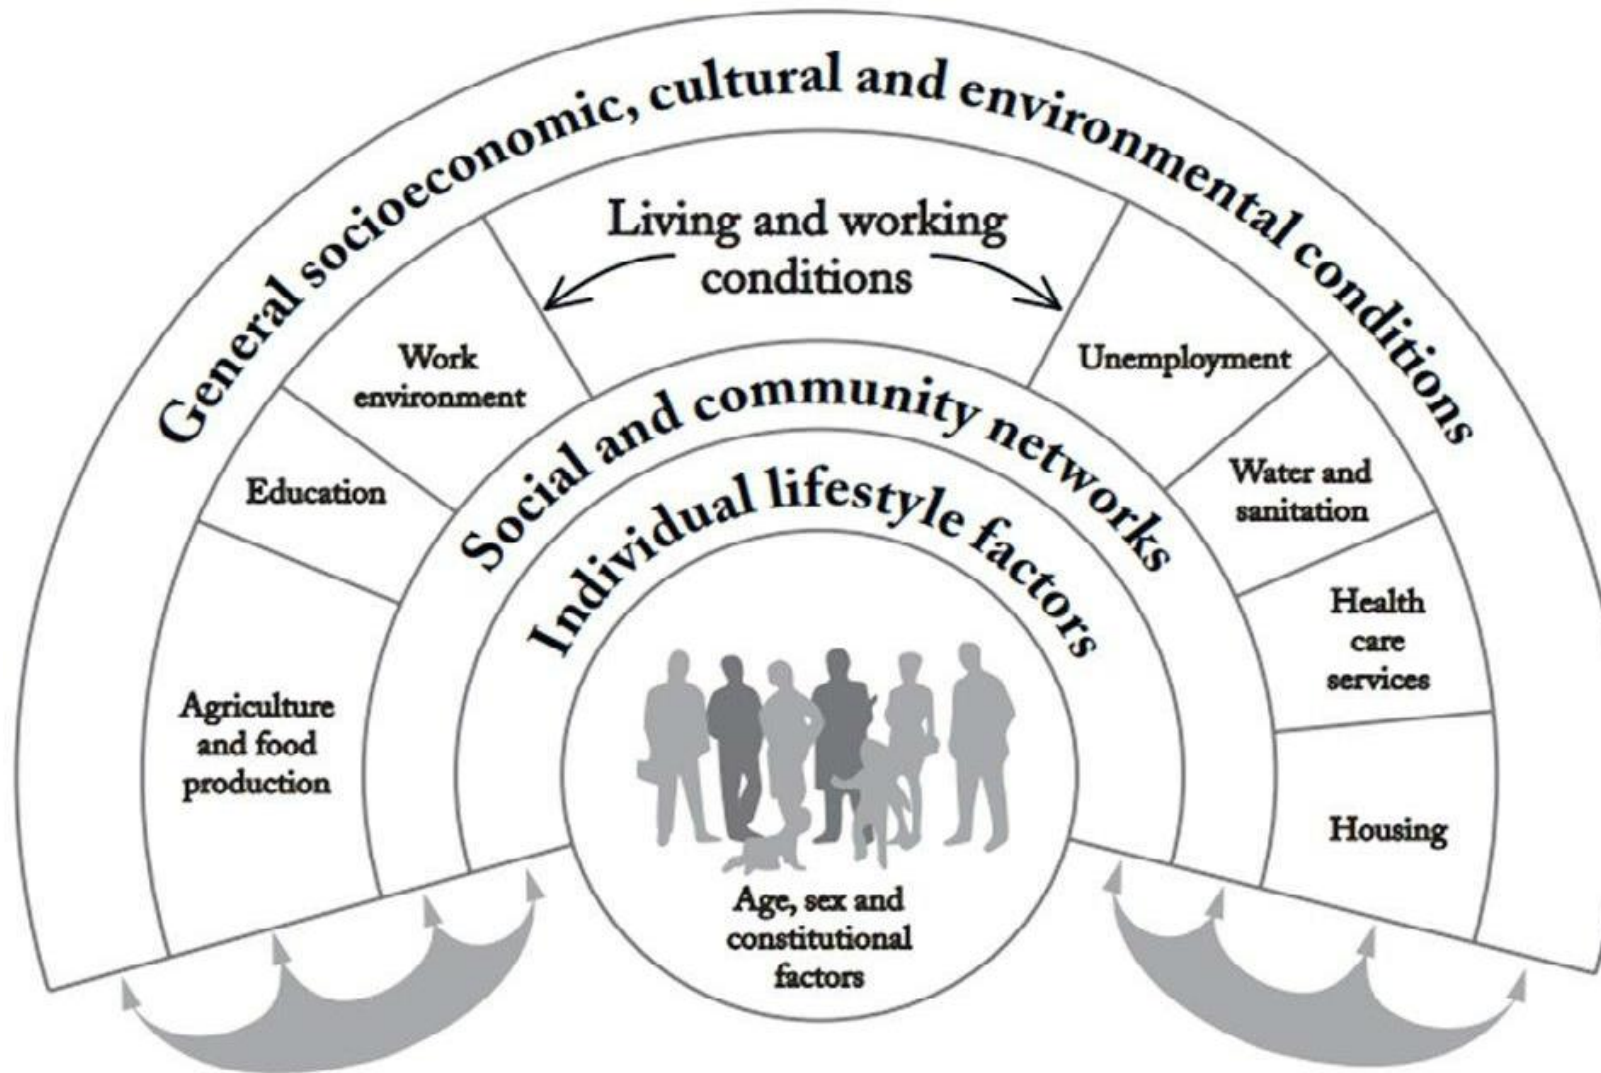 General socioeconomic, cultural and environmental conditions
Living and working
conditions
Work
environment
Unemployment
Education
Water and
sanitation
Social and community networks
Individual lifestyle factors
Agriculture
and food
production
Health
care
services
Housing
Age, sex and
constitutional
factors